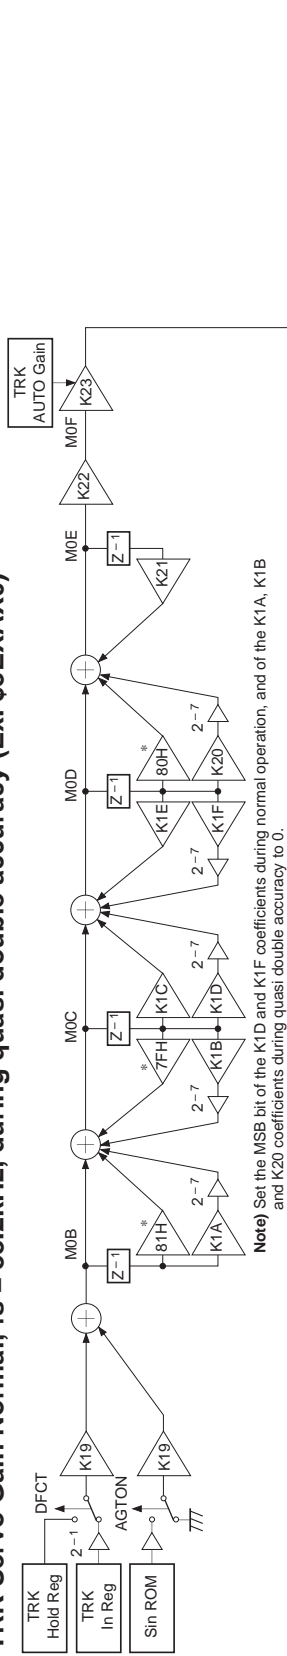 TRK Servo Gain Normal; fs = 88.2kHz, during quasi double accuracy (Ex.: $3EXAX0)
TRK
Hold Reg
TRK
In Reg
Sin ROM
2⁻¹
DFCT
AGTON
K19
K19
M0B
Z⁻¹
81H
*
K1A
2⁻⁷
M0C
Z⁻¹
7FH
*
K1B
2⁻⁷
K1C
K1D
2⁻⁷
M0D
Z⁻¹
K1E
K1F
2⁻⁷
80H
*
K20
2⁻⁷
M0E
Z⁻¹
K21
K22
M0F
K23
TRK
AUTO Gain
Note) Set the MSB bit of the K1D and K1F coefficients during normal operation, and of the K1A, K1B
and K20 coefficients during quasi double accuracy to 0.